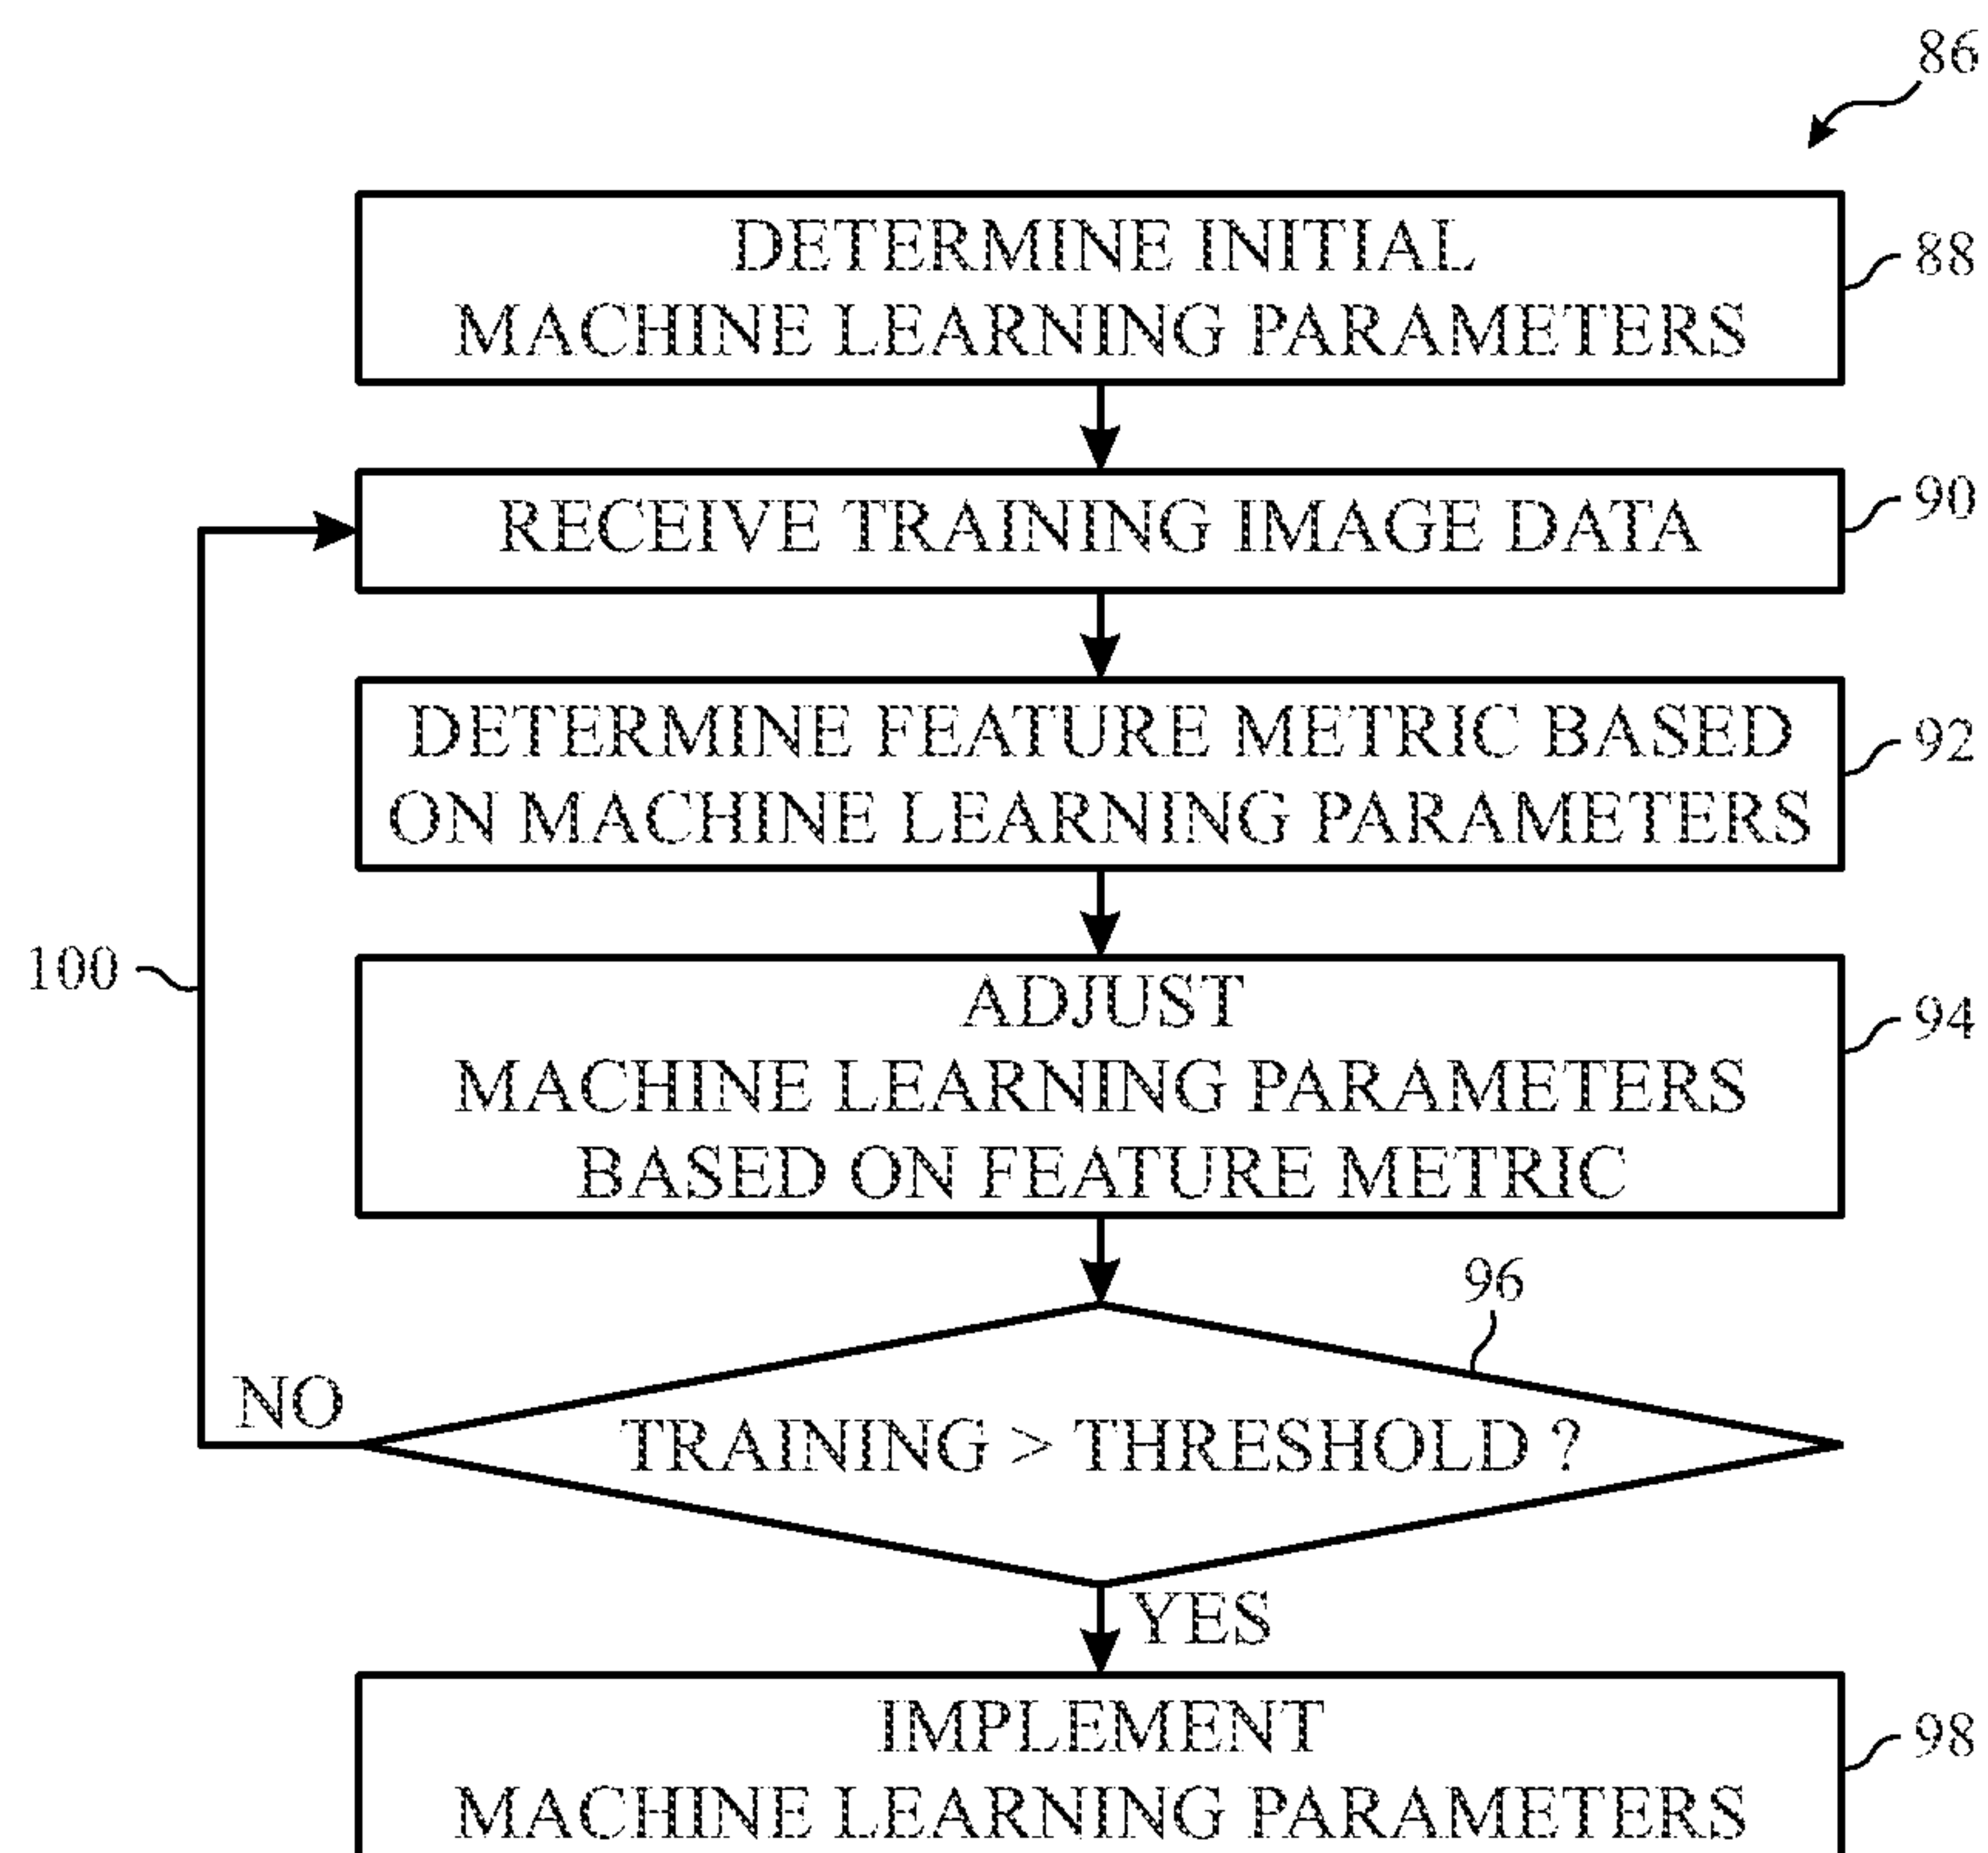 86
DETERMINE INITIAL
MACHINE LEARNING PARAMETERS
88
RECEIVE TRAINING IMAGE DATA
90
DETERMINE FEATURE METRIC BASED
ON MACHINE LEARNING PARAMETERS
92
100
ADJUST
MACHINE LEARNING PARAMETERS
BASED ON FEATURE METRIC
94
96
NO
TRAINING > THRESHOLD ?
YES
IMPLEMENT
MACHINE LEARNING PARAMETERS
98